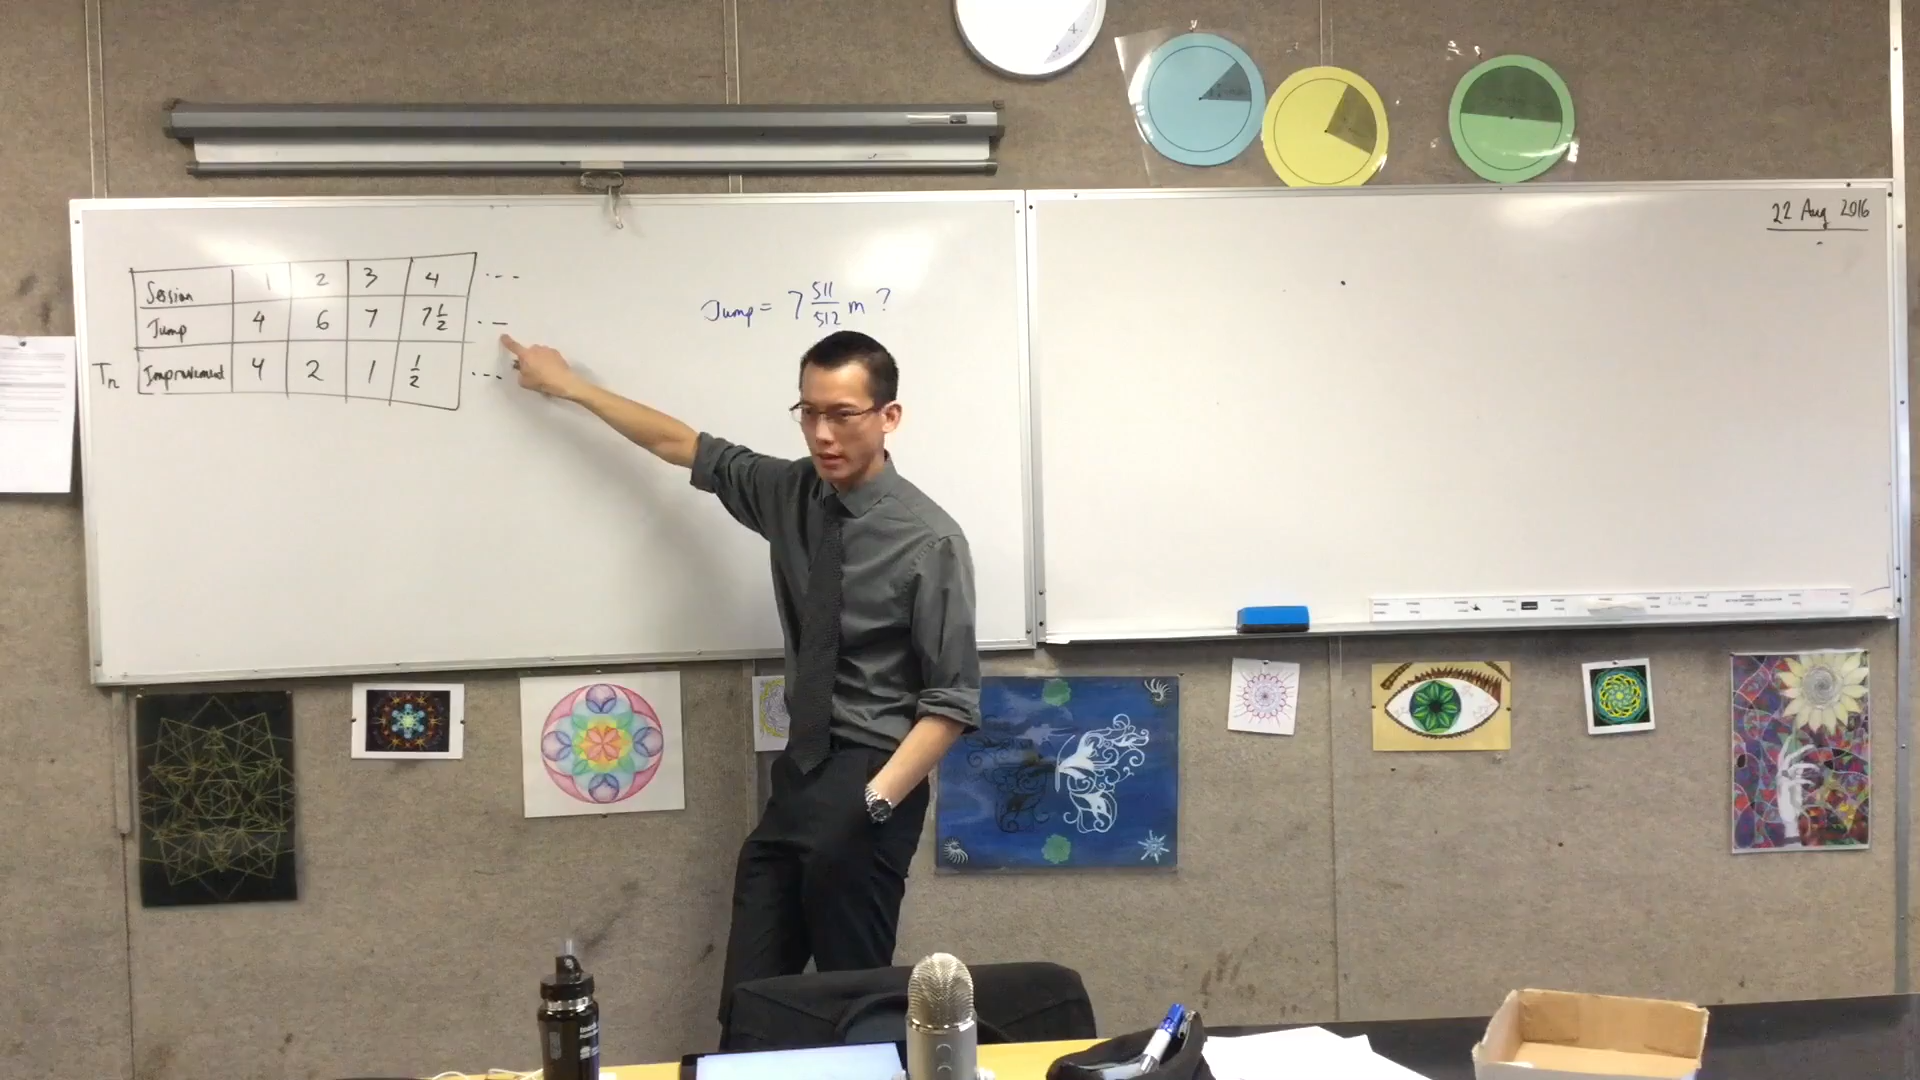 22 Aug 2016
Session 1 2 3 4 ...
Jump 4 6 7 7 1/2 ...
Tn Improvement 4 2 1 1/2 ...
Jump = 7 511/512 m ?